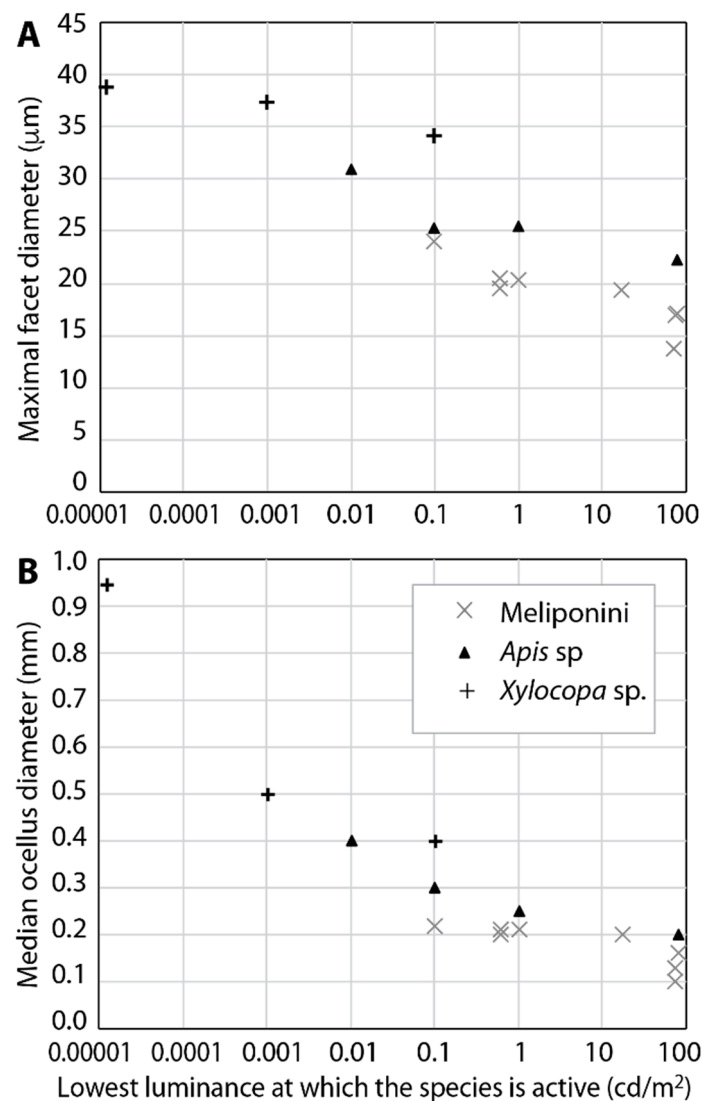 A
Maximal facet diameter (μm)
45
40
35
30
25
20
15
10
5
0
0.00001 0.0001 0.001 0.01 0.1 1 10 100
B
Median ocellus diameter (mm)
1.0
0.9
0.8
0.7
0.6
0.5
0.4
0.3
0.2
0.1
0.0
Meliponini
Apis sp
Xylocopa sp.
0.00001 0.0001 0.001 0.01 0.1 1 10 100
Lowest luminance at which the species is active (cd/m²)